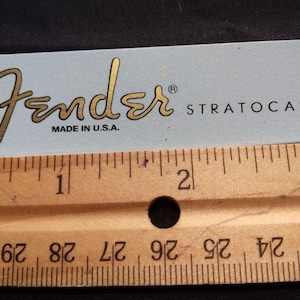 Fender® STRATOCA
MADE IN U.S.A.
1 2
29 28 27 26 25 24